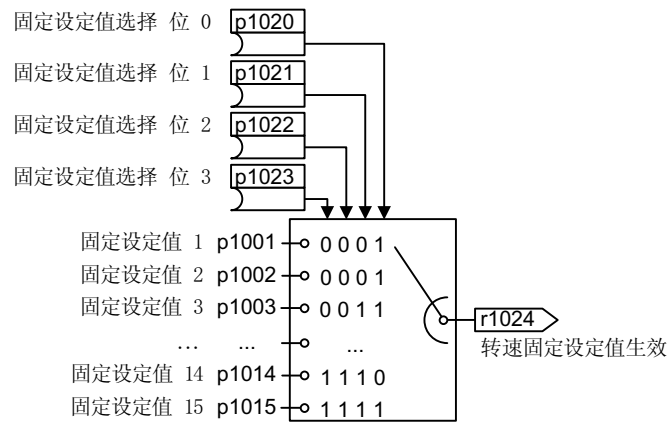 固定设定值选择 位 0 p1020
固定设定值选择 位 1 p1021
固定设定值选择 位 2 p1022
固定设定值选择 位 3 p1023
固定设定值 1 p1001 0 0 0 1
固定设定值 2 p1002 0 0 0 1
固定设定值 3 p1003 0 0 1 1
... ... ...
固定设定值 14 p1014 1 1 1 0
固定设定值 15 p1015 1 1 1 1
r1024
转速固定设定值生效